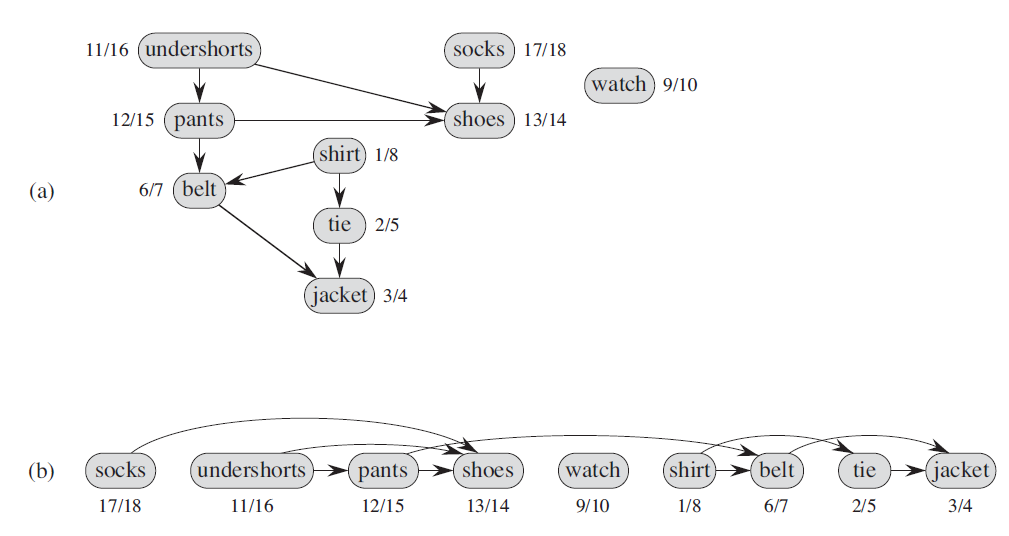 11/16 undershorts socks 17/18
watch 9/10
12/15 pants shoes 13/14
shirt 1/8
(a) 6/7 belt
tie 2/5
jacket 3/4
(b) socks undershorts pants shoes watch shirt belt tie jacket
17/18 11/16 12/15 13/14 9/10 1/8 6/7 2/5 3/4